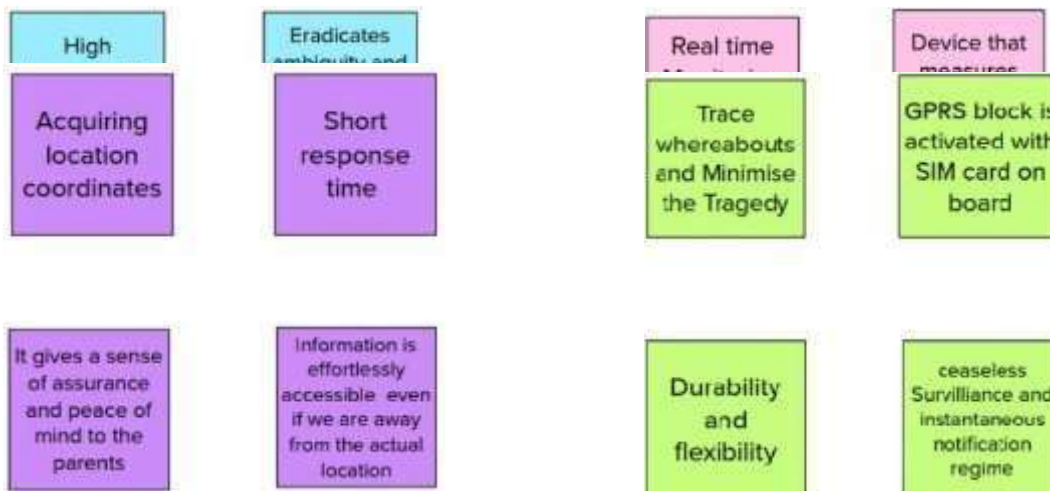 High
Eradicates
ambiguity and
Real time
Device that
measures
Acquiring
location
coordinates
Short
response
time
Trace
whereabouts
and Minimise
the Tragedy
GPRS block is
activated with
SIM card on
board
It gives a sense
of assurance
and peace of
mind to the
parents
Information is
effortlessly
accessible even
if we are away
from the actual
location
Durability
and
flexibility
ceaseless
Survilliance and
instantaneous
notification
regime